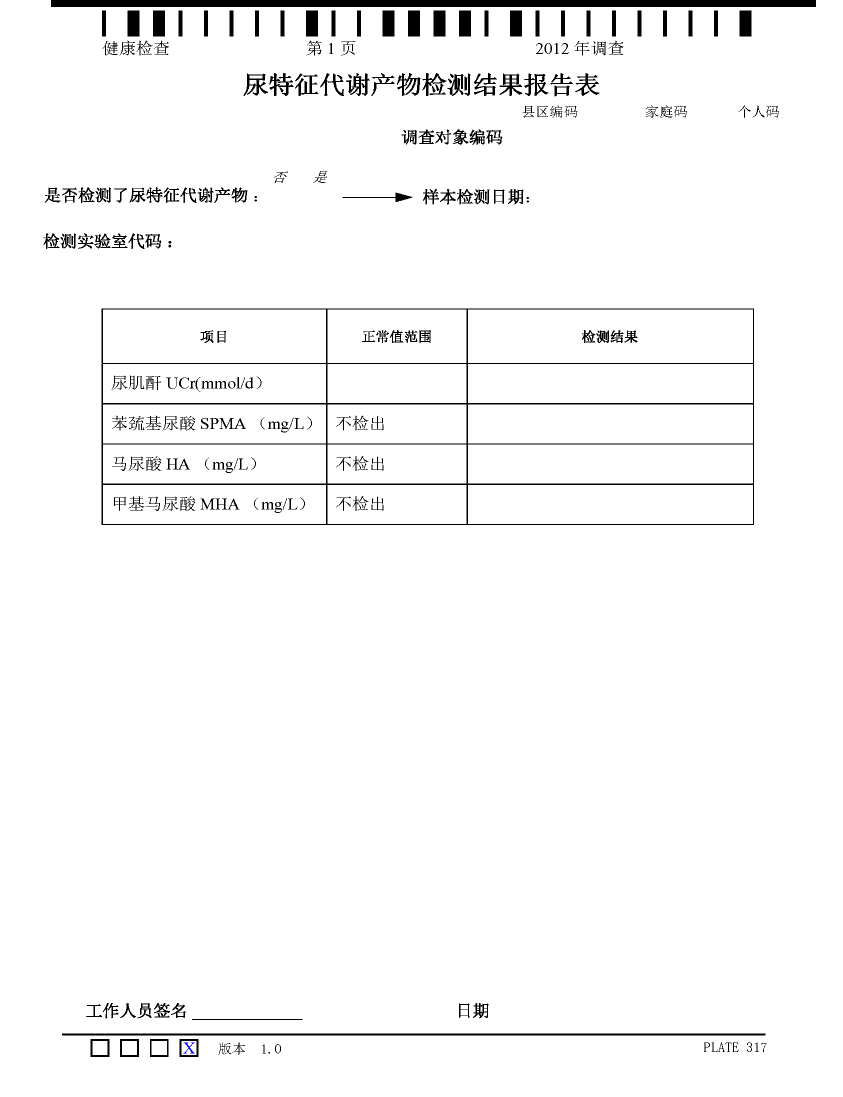 健康检查 第 1 页 2012 年调查
尿特征代谢产物检测结果报告表
县区编码 家庭码 个人码
调查对象编码
否 是
是否检测了尿特征代谢产物： 样本检测日期：
检测实验室代码：
项目 正常值范围 检测结果
尿肌酐 UCr(mmol/d）
苯巯基尿酸 SPMA （mg/L） 不检出
马尿酸 HA （mg/L） 不检出
甲基马尿酸 MHA （mg/L） 不检出
工作人员签名 日期
X 版本 1.0 PLATE 317